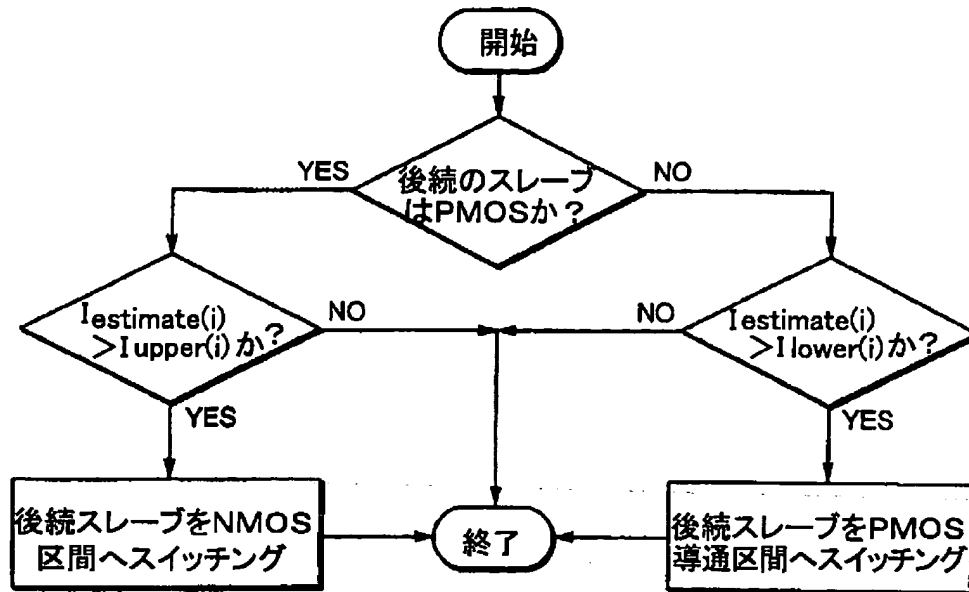 開始
YES
NO
後続のスレーブ
はPMOSか？
Iestimate(i)
>Iupper(i)か？
NO
YES
NO
Iestimate(i)
>Ilower(i)か？
YES
後続スレーブをNMOS
区間へスイッチング
終了
後続スレーブをPMOS
導通区間へスイッチング